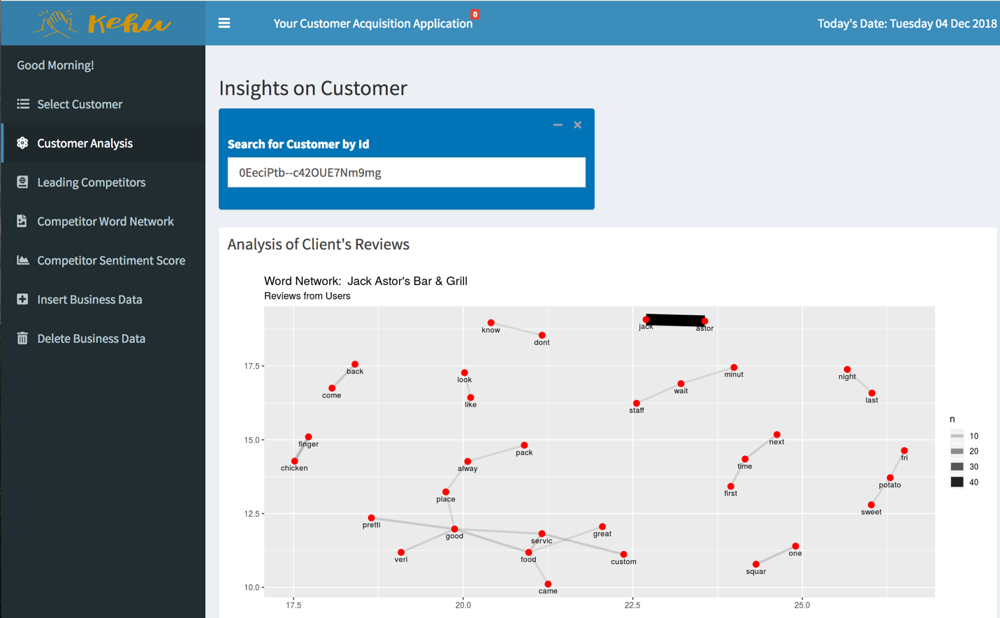 Kehu
Your Customer Acquisition Application 0
Today's Date: Tuesday 04 Dec 2018
Good Morning!
Select Customer
Customer Analysis
Leading Competitors
Competitor Word Network
Competitor Sentiment Score
Insert Business Data
Delete Business Data
Insights on Customer
Search for Customer by Id
0EeciPtb--c42OUE7Nm9mg
Analysis of Client's Reviews
Word Network: Jack Astor's Bar & Grill
Reviews from Users
know
dont
jack
astor
17.5
back
come
look
like
minut
wait
staff
night
last
15.0
finger
chicken
pack
alway
place
next
time
first
fri
potato
sweet
12.5
pretti
good
servic
great
veri
food
custom
one
squar
10.0
came
17.5
20.0
22.5
25.0
n
10
20
30
40